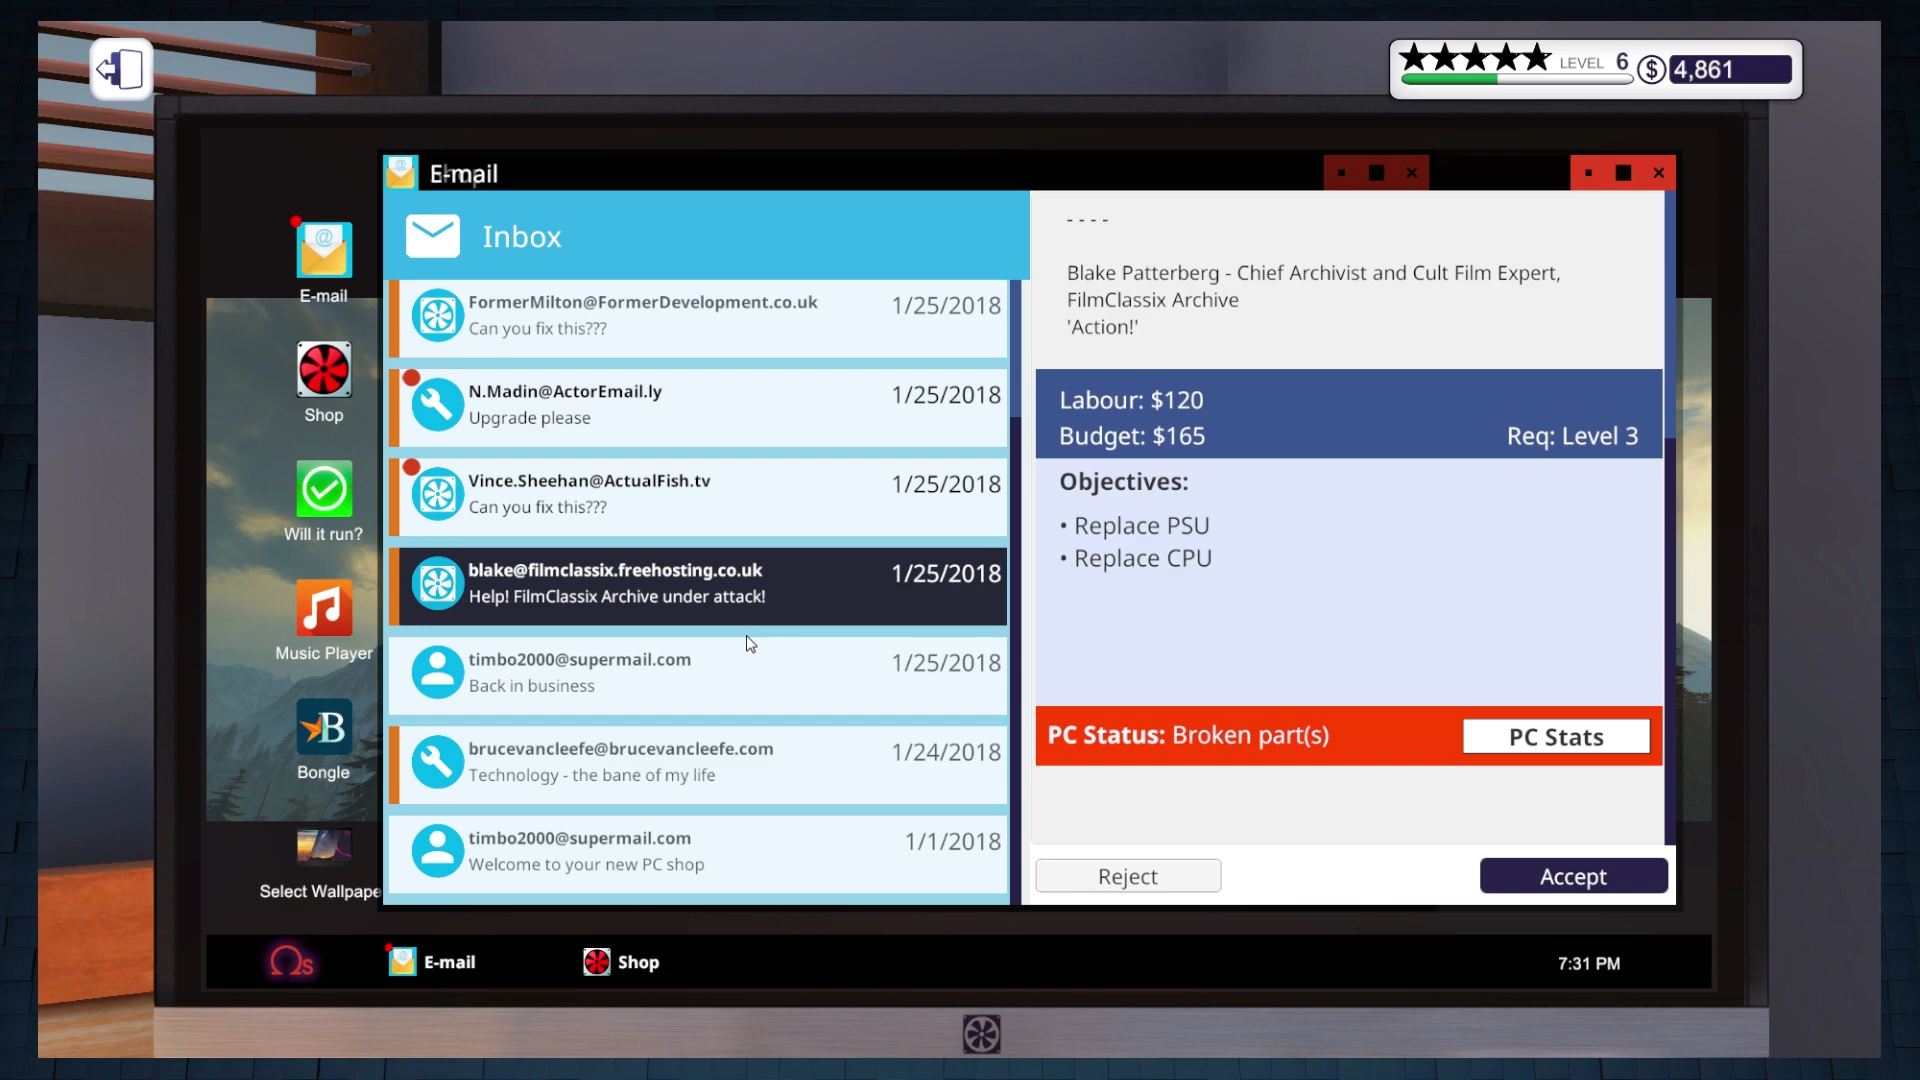 LEVEL 6
$ 4,861
E-mail
Inbox
FormerMilton@FormerDevelopment.co.uk
1/25/2018
Can you fix this???
N.Madin@ActorEmail.ly
1/25/2018
Upgrade please
Vince.Sheehan@ActualFish.tv
1/25/2018
Can you fix this???
blake@filmclassix.freehosting.co.uk
1/25/2018
Help! FilmClassix Archive under attack!
timbo2000@supermail.com
1/25/2018
Back in business
brucevancleefe@brucevancleefe.com
1/24/2018
Technology - the bane of my life
timbo2000@supermail.com
1/1/2018
Welcome to your new PC shop
- - - -
Blake Patterberg - Chief Archivist and Cult Film Expert,
FilmClassix Archive
'Action!'
Labour: $120
Budget: $165
Req: Level 3
Objectives:
• Replace PSU
• Replace CPU
PC Status: Broken part(s)
PC Stats
Reject
Accept
E-mail
Shop
Will it run?
Music Player
B
Bongle
Select Wallpape
Ωs
E-mail
Shop
7:31 PM